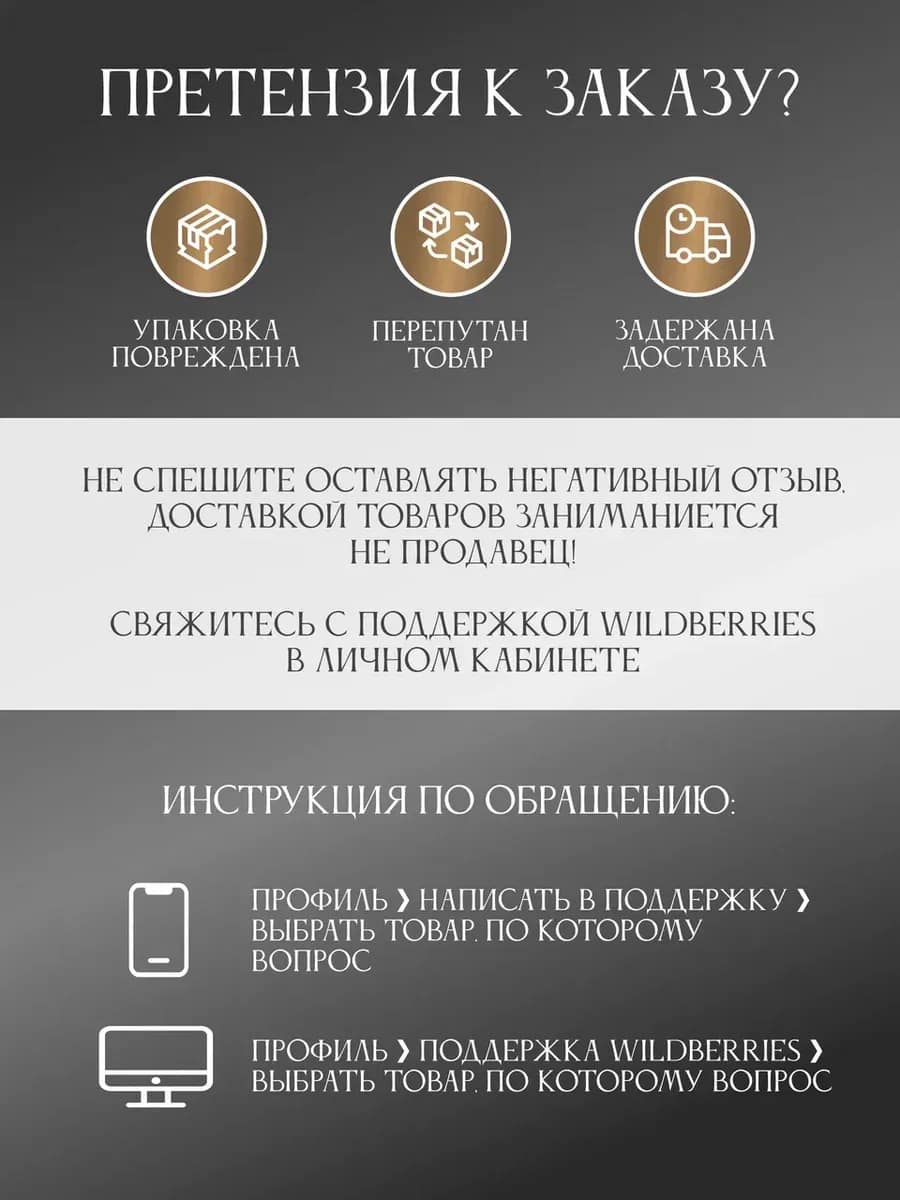 ПРЕТЕНЗИЯ К ЗАКАЗУ?
УПАКОВКА
ПОВРЕЖДЕНА
ПЕРЕПУТАН
ТОВАР
ЗАДЕРЖАНА
ДОСТАВКА
НЕ СПЕШИТЕ ОСТАВЛЯТЬ НЕГАТИВНЫЙ ОТЗЫВ.
ДОСТАВКОЙ ТОВАРОВ ЗАНИМАНИЕТСЯ
НЕ ПРОДАВЕЦ!
СВЯЖИТЕСЬ С ПОДДЕРЖКОЙ WILDBERRIES
В ЛИЧНОМ КАБИНЕТЕ
ИНСТРУКЦИЯ ПО ОБРАЩЕНИЮ:
ПРОФИЛЬ ❯ НАПИСАТЬ В ПОДДЕРЖКУ ❯
ВЫБРАТЬ ТОВАР, ПО КОТОРОМУ
ВОПРОС
ПРОФИЛЬ ❯ ПОДДЕРЖКА WILDBERRIES ❯
ВЫБРАТЬ ТОВАР, ПО КОТОРОМУ ВОПРОС